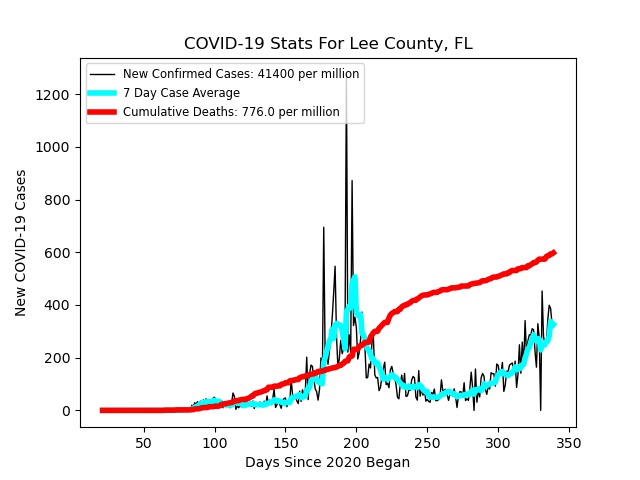 COVID-19 Stats For Lee County, FL
New Confirmed Cases: 41400 per million
7 Day Case Average
Cumulative Deaths: 776.0 per million
New COVID-19 Cases
1200
1000
800
600
400
200
0
50
100
150
200
250
300
350
Days Since 2020 Began